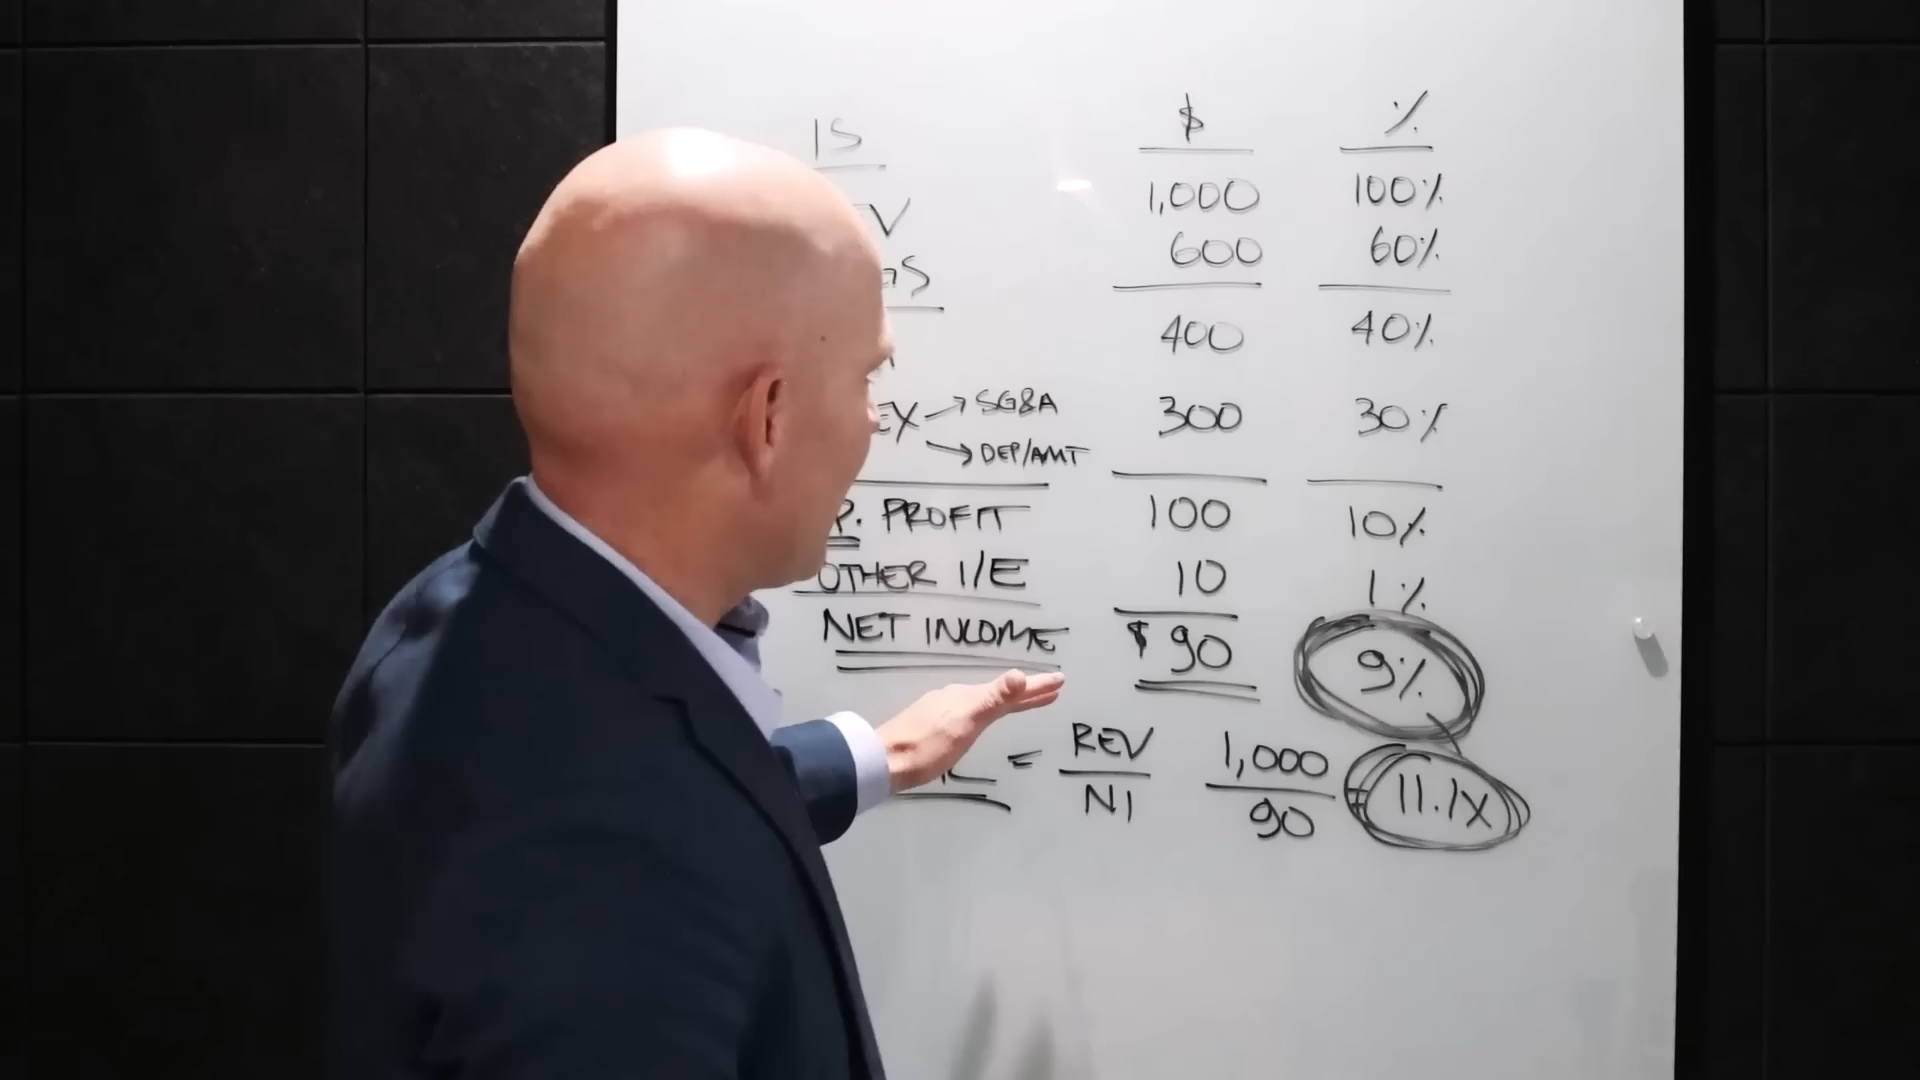 IS $ %
1,000 100%
600 60%
400 40%
→ SG&A 300 30%
→ DEP/AMT
P. PROFIT 100 10%
OTHER I/E 10 1%
NET INCOME $90 9%
= REV / NI 1,000 / 90 = 11.1X